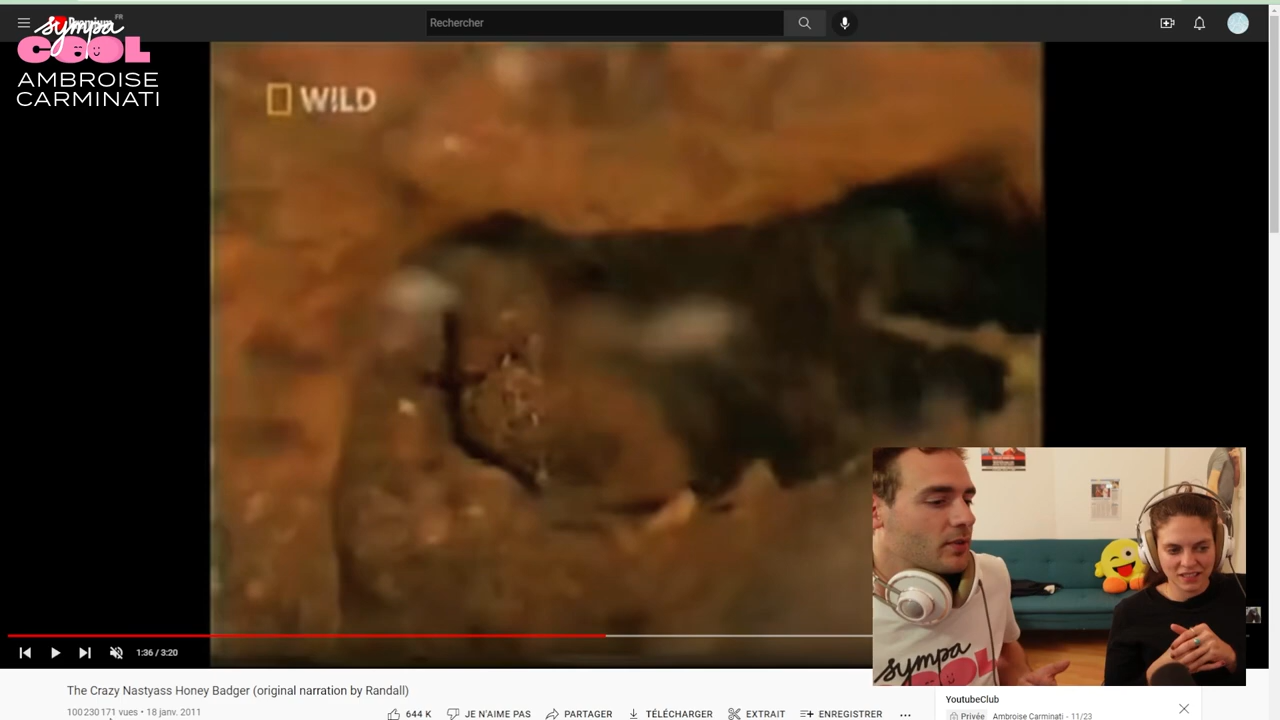 Premium FR
Rechercher
sympa
COOL
AMBROISE
CARMINATI
WILD
sympa
COOL
1:36 / 3:20
The Crazy Nastyass Honey Badger (original narration by Randall)
100 230 171 vues • 18 janv. 2011
644 K
JE N'AIME PAS
PARTAGER
TÉLÉCHARGER
EXTRAIT
ENREGISTRER
YoutubeClub
Privée
Ambroise Carminati - 11/23